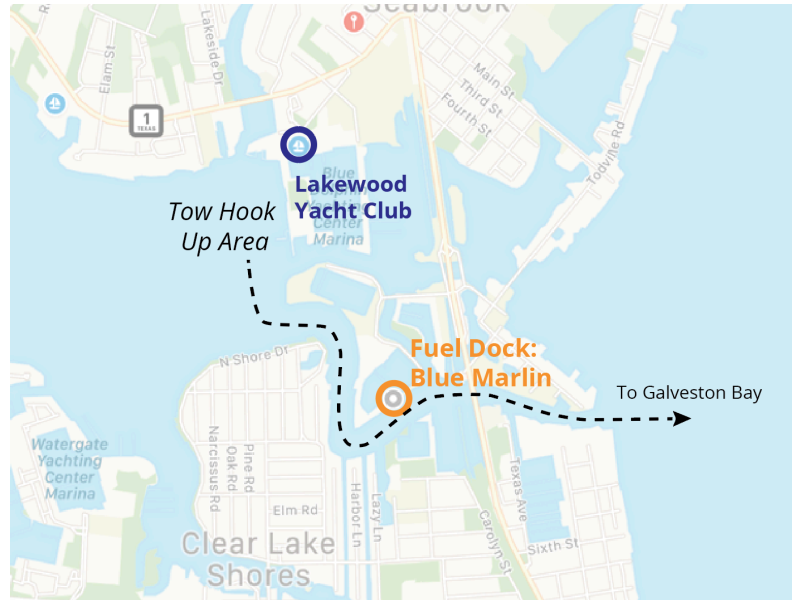 Seabrook
Elam St
Lakeside Dr
1
TEXAS
Main St
Third St
Fourth St
Todville Rd
Lakewood
Yacht Club
Blue
Dolphin
Yachting
Center
Marina
Tow Hook
Up Area
N Shore Dr
Fuel Dock:
Blue Marlin
To Galveston Bay
Watergate
Yachting
Center
Marina
Narcissus Rd
Oak Rd
Pine Rd
Elm Rd
Harbor Ln
Lazy Ln
Carolyn St
Texas Ave
Sixth St
Clear Lake
Shores